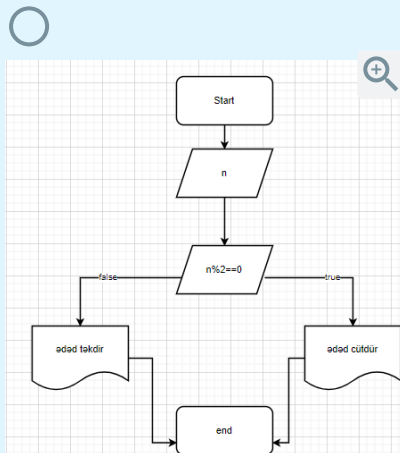 Start
n
n%2==0
false
true
ədəd təkdir
ədəd cütdür
end